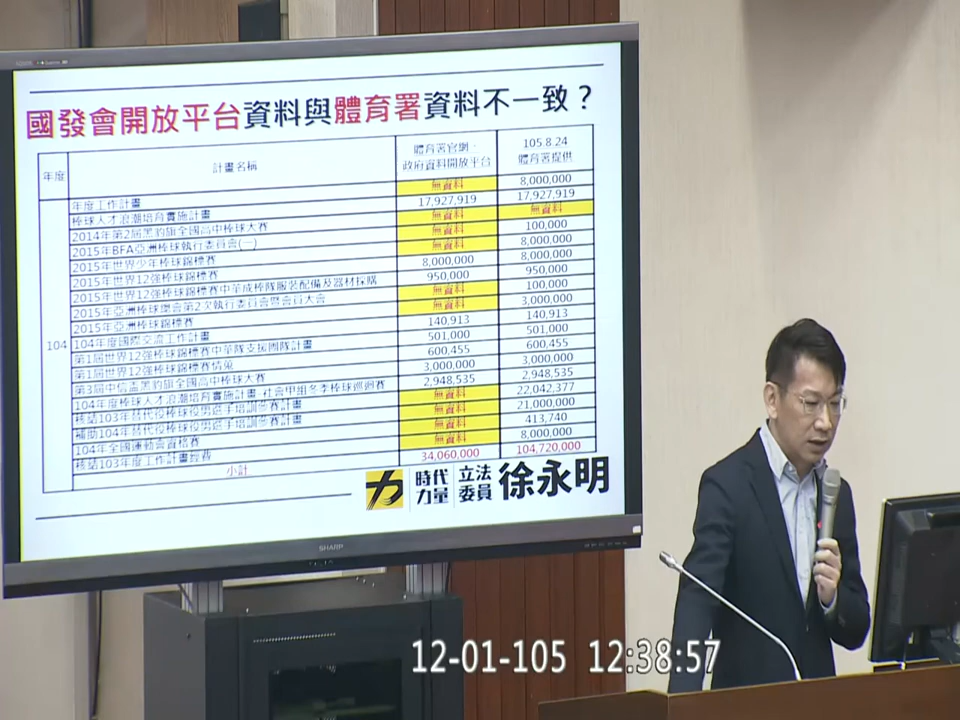 國發會開放平台資料與體育署資料不一致？
年度 計畫名稱 體育署官網、政府資料開放平台 105.8.24 體育署提供
104
年度工作計畫 無資料 8,000,000
棒球人才浪潮培育實施計畫 17,927,919 17,927,919
2014年第2屆黑豹旗全國高中棒球大賽 無資料 無資料
2015年BFA亞洲棒球執行委員會(一) 無資料 100,000
2015年世界少年棒球錦標賽 無資料 8,000,000
2015年世界12強棒球錦標賽 8,000,000 8,000,000
2015年世界12強棒球錦標賽中華成棒隊服裝配備及器材採購 950,000 950,000
2015年亞洲棒球總會第2次執行委員會暨會員大會 無資料 100,000
2015年亞洲棒球錦標賽 無資料 3,000,000
104年度國際交流工作計畫 140,913 140,913
第1屆世界12強棒球錦標賽中華隊支援團隊計畫 501,000 501,000
第1屆世界12強棒球錦標賽情蒐 600,455 600,455
第3屆中信盃黑豹旗全國高中棒球大賽 3,000,000 3,000,000
104年度棒球人才浪潮培育實施計畫-社會甲組冬季棒球巡迴賽 2,948,535 2,948,535
核結103年替代役棒球役男選手培訓參賽計畫 無資料 22,042,377
補助104年替代役棒球役男選手培訓參賽計畫 無資料 21,000,000
104年全國運動會資格賽 無資料 413,740
核結103年度工作計畫經費 無資料 8,000,000
小計 34,060,000 104,720,000
力 時代力量 立法委員 徐永明
SHARP
12-01-105 12:38:57